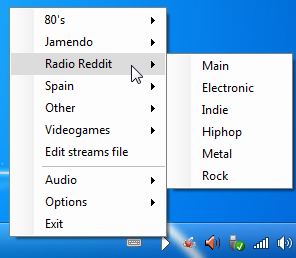 80's
Jamendo
Radio Reddit
Spain
Other
Videogames
Edit streams file
Audio
Options
Exit
Main
Electronic
Indie
Hiphop
Metal
Rock